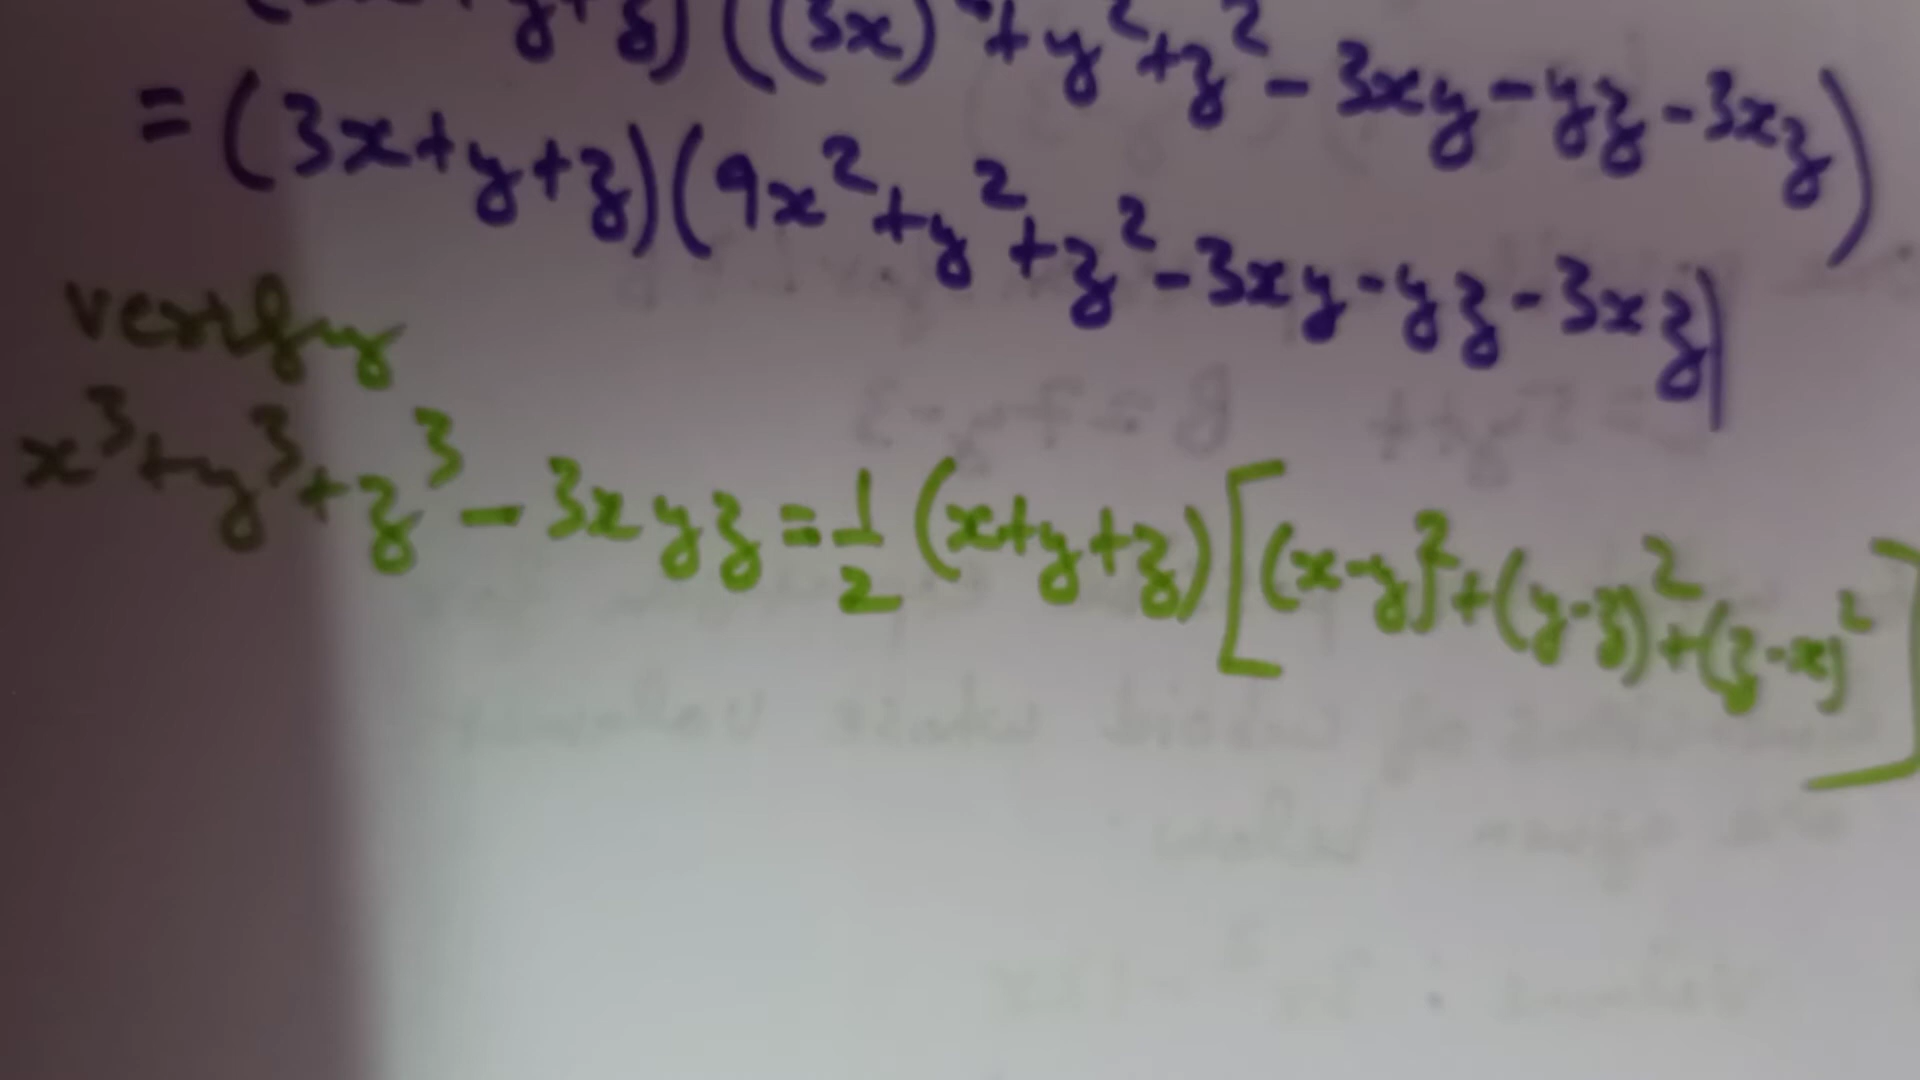 y+z)((3x)²+y²+z²-3xy-yz-3xz)
=(3x+y+z)(9x²+y²+z²-3xy-yz-3xz)
verify
x³+y³+z³-3xyz=1/2(x+y+z)[(x-y)²+(y-z)²+(z-x)²]